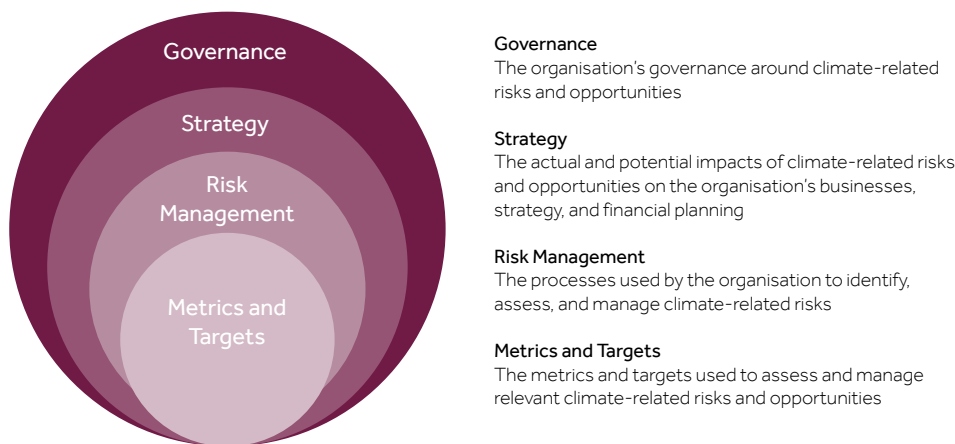 Governance
Strategy
Risk
Management
Metrics and
Targets
Governance
The organisation's governance around climate-related
risks and opportunities
Strategy
The actual and potential impacts of climate-related risks
and opportunities on the organisation's businesses,
strategy, and financial planning
Risk Management
The processes used by the organisation to identify,
assess, and manage climate-related risks
Metrics and Targets
The metrics and targets used to assess and manage
relevant climate-related risks and opportunities